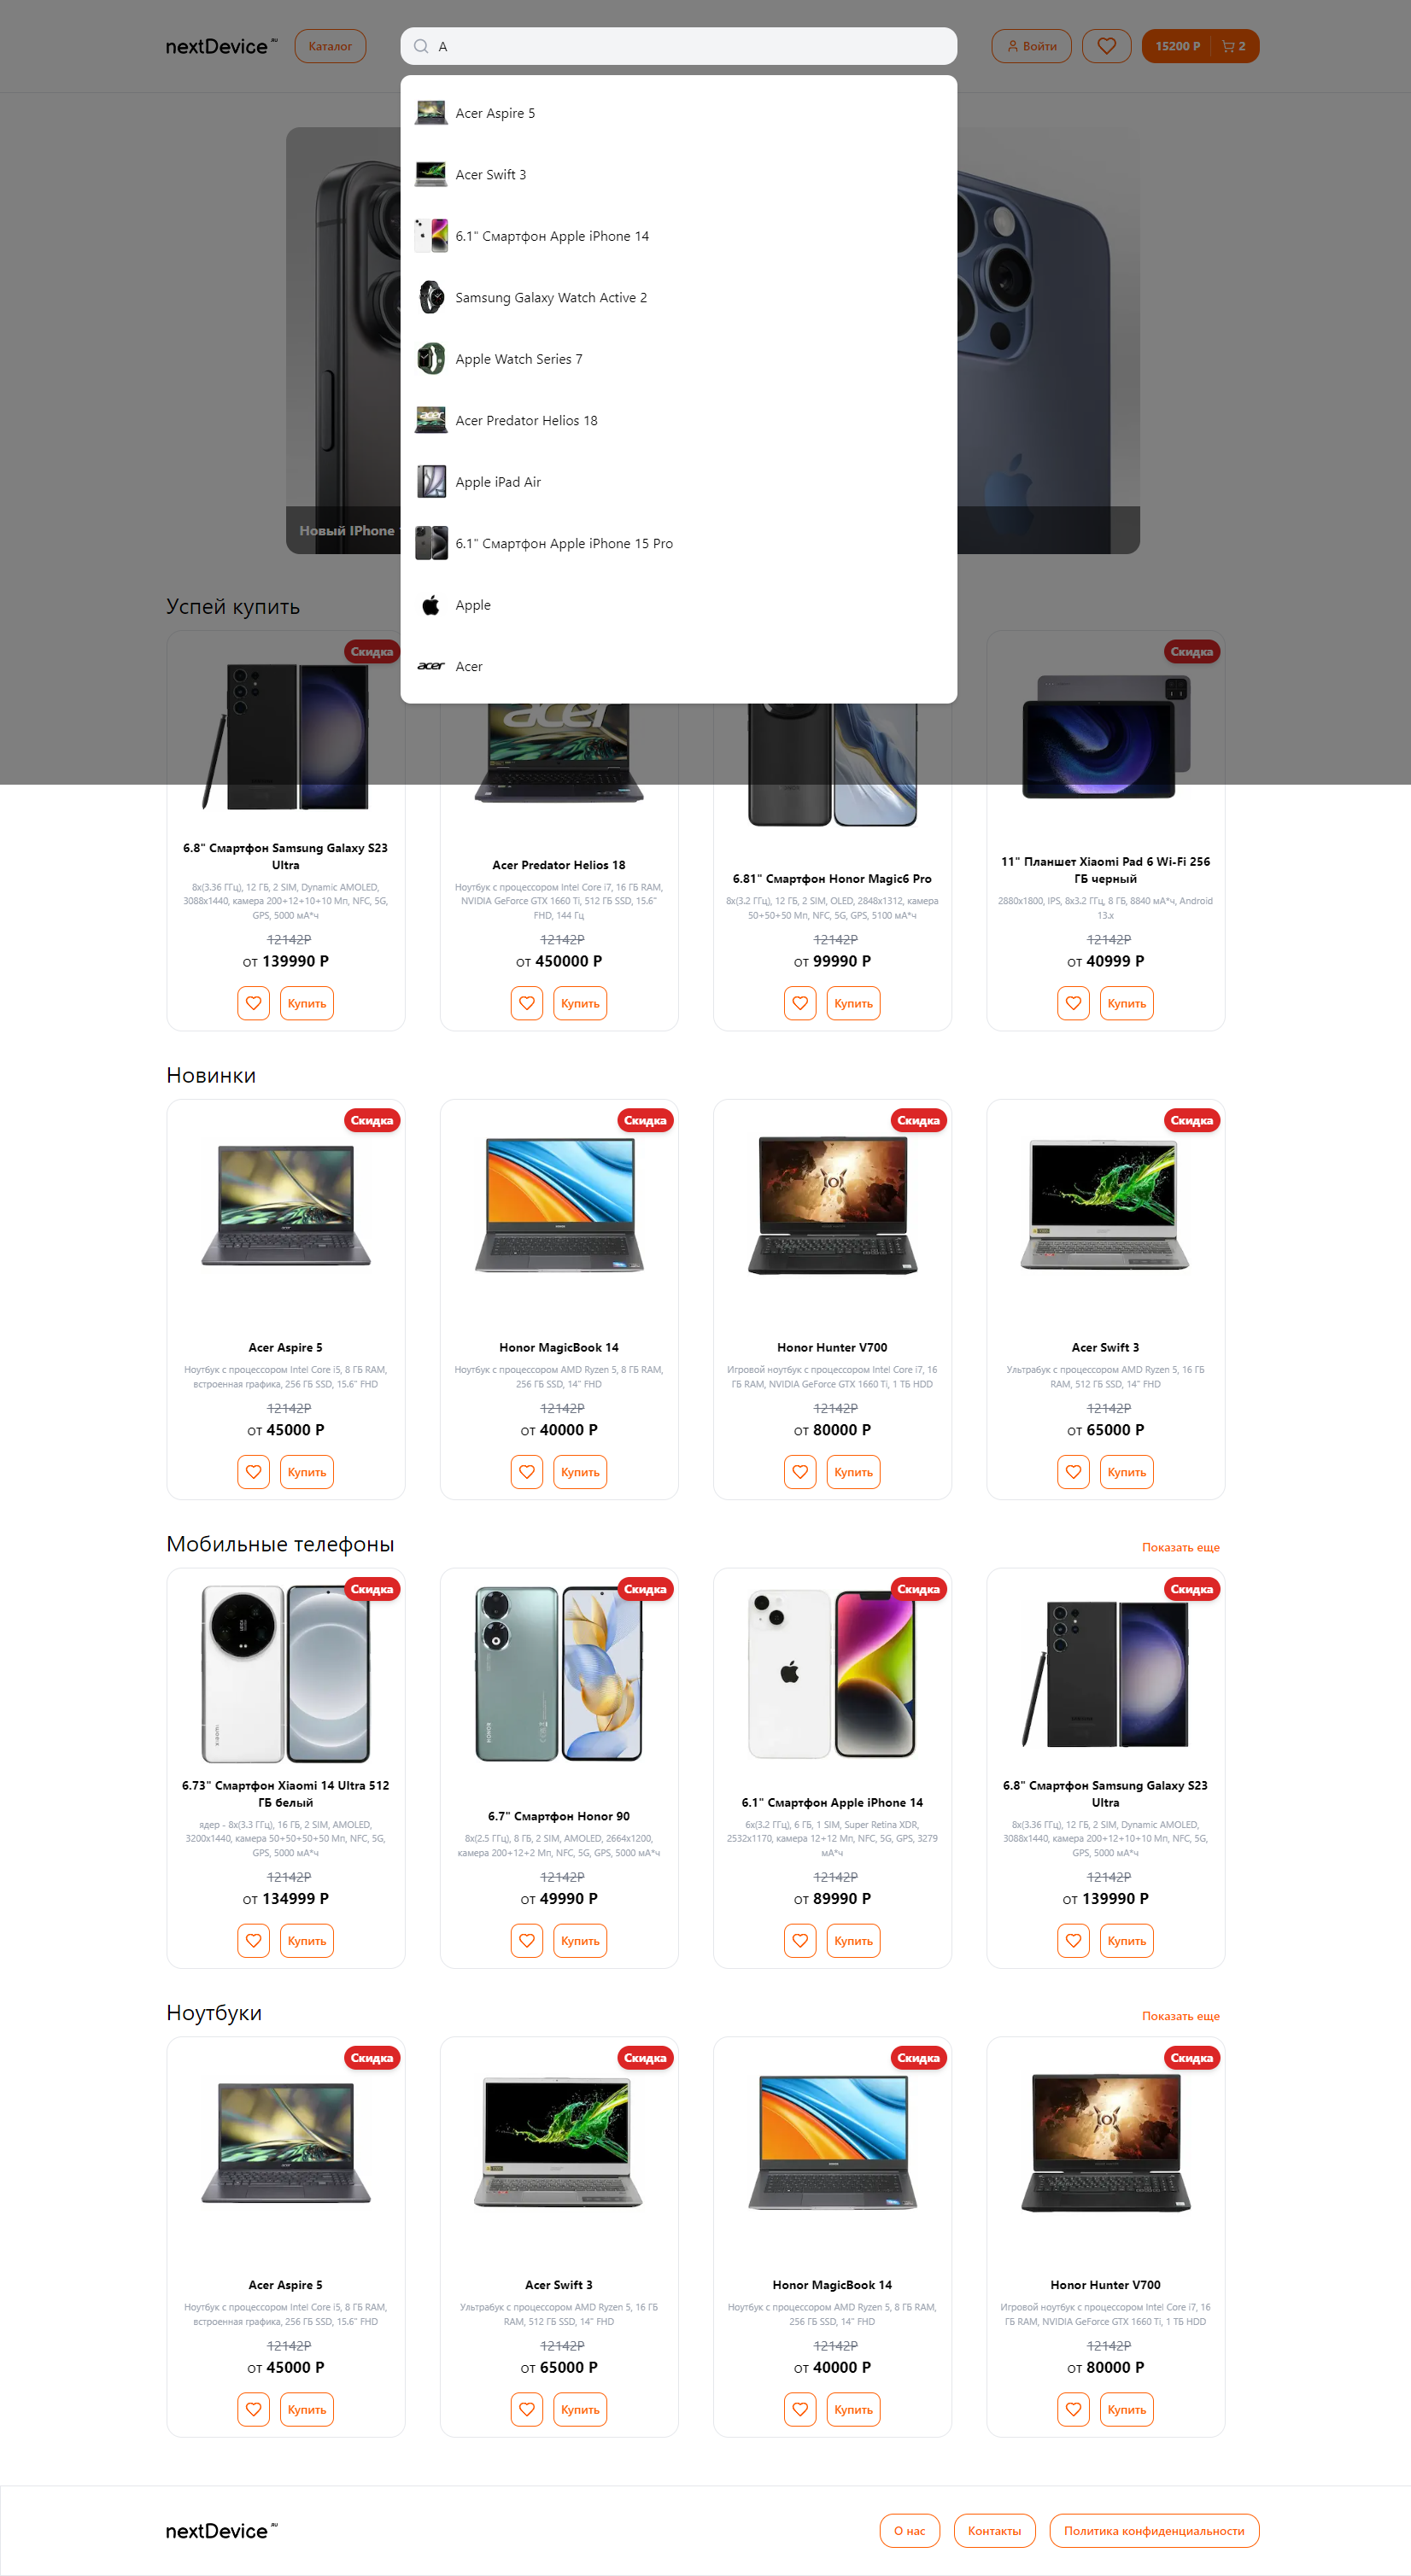 nextDevice RU
Каталог
A
Войти
15200 Р
2
Acer Aspire 5
Acer Swift 3
6.1" Смартфон Apple iPhone 14
Samsung Galaxy Watch Active 2
Apple Watch Series 7
Acer Predator Helios 18
Apple iPad Air
6.1" Смартфон Apple iPhone 15 Pro
Apple
acer
Acer
Новый IPhone
Успей купить
Скидка
Скидка
acer
6.8" Смартфон Samsung Galaxy S23
Ultra
8x(3.36 ГГц), 12 ГБ, 2 SIM, Dynamic AMOLED,
3088x1440, камера 200+12+10+10 Мп, NFC, 5G,
GPS, 5000 мА*ч
12142Р
от 139990 Р
Купить
Acer Predator Helios 18
Ноутбук с процессором Intel Core i7, 16 ГБ RAM,
NVIDIA GeForce GTX 1660 Ti, 512 ГБ SSD, 15.6"
FHD, 144 Гц
12142Р
от 450000 Р
Купить
6.81" Смартфон Honor Magic6 Pro
8x(3.2 ГГц), 12 ГБ, 2 SIM, OLED, 2848x1312, камера
50+50+50 Мп, NFC, 5G, GPS, 5100 мА*ч
12142Р
от 99990 Р
Купить
11" Планшет Xiaomi Pad 6 Wi-Fi 256
ГБ черный
2880x1800, IPS, 8x3.2 ГГц, 8 ГБ, 8840 мА*ч, Android
13.x
12142Р
от 40999 Р
Купить
Новинки
Скидка
Acer Aspire 5
Ноутбук с процессором Intel Core i5, 8 ГБ RAM,
встроенная графика, 256 ГБ SSD, 15.6" FHD
12142Р
от 45000 Р
Купить
Скидка
Honor MagicBook 14
Ноутбук с процессором AMD Ryzen 5, 8 ГБ RAM,
256 ГБ SSD, 14" FHD
12142Р
от 40000 Р
Купить
Скидка
Honor Hunter V700
Игровой ноутбук с процессором Intel Core i7, 16
ГБ RAM, NVIDIA GeForce GTX 1660 Ti, 1 ТБ HDD
12142Р
от 80000 Р
Купить
Скидка
Acer Swift 3
Ультрабук с процессором AMD Ryzen 5, 16 ГБ
RAM, 512 ГБ SSD, 14" FHD
12142Р
от 65000 Р
Купить
Мобильные телефоны
Показать еще
Скидка
6.73" Смартфон Xiaomi 14 Ultra 512
ГБ белый
ядер - 8x(3.3 ГГц), 16 ГБ, 2 SIM, AMOLED,
3200x1440, камера 50+50+50+50 Мп, NFC, 5G,
GPS, 5000 мА*ч
12142Р
от 134999 Р
Купить
Скидка
6.7" Смартфон Honor 90
8x(2.5 ГГц), 8 ГБ, 2 SIM, AMOLED, 2664x1200,
камера 200+12+2 Мп, NFC, 5G, GPS, 5000 мА*ч
12142Р
от 49990 Р
Купить
Скидка
6.1" Смартфон Apple iPhone 14
6x(3.2 ГГц), 6 ГБ, 1 SIM, Super Retina XDR,
2532x1170, камера 12+12 Мп, NFC, 5G, GPS, 3279
мА*ч
12142Р
от 89990 Р
Купить
Скидка
6.8" Смартфон Samsung Galaxy S23
Ultra
8x(3.36 ГГц), 12 ГБ, 2 SIM, Dynamic AMOLED,
3088x1440, камера 200+12+10+10 Мп, NFC, 5G,
GPS, 5000 мА*ч
12142Р
от 139990 Р
Купить
Ноутбуки
Показать еще
Скидка
Acer Aspire 5
Ноутбук с процессором Intel Core i5, 8 ГБ RAM,
встроенная графика, 256 ГБ SSD, 15.6" FHD
12142Р
от 45000 Р
Купить
Скидка
Acer Swift 3
Ультрабук с процессором AMD Ryzen 5, 16 ГБ
RAM, 512 ГБ SSD, 14" FHD
12142Р
от 65000 Р
Купить
Скидка
Honor MagicBook 14
Ноутбук с процессором AMD Ryzen 5, 8 ГБ RAM,
256 ГБ SSD, 14" FHD
12142Р
от 40000 Р
Купить
Скидка
Honor Hunter V700
Игровой ноутбук с процессором Intel Core i7, 16
ГБ RAM, NVIDIA GeForce GTX 1660 Ti, 1 ТБ HDD
12142Р
от 80000 Р
Купить
nextDevice RU
О нас
Контакты
Политика конфиденциальности